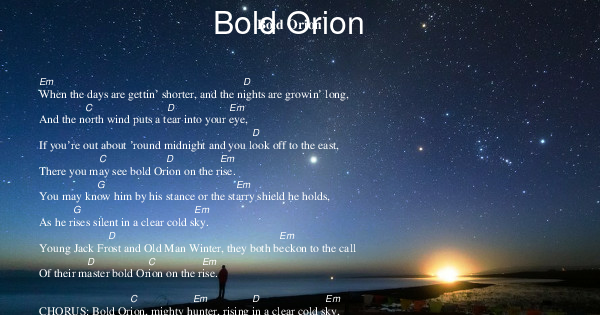 Bold Orion
Bold Orion
Em D
When the days are gettin' shorter, and the nights are growin' long,
C D Em
And the north wind puts a tear into your eye,
D
If you're out about 'round midnight and you look off to the east,
C D Em
There you may see bold Orion on the rise.
G Em
You may know him by his stance or the starry shield he holds,
G Em
As he rises silent in a clear cold sky.
D Em
Young Jack Frost and Old Man Winter, they both beckon to the call
D C Em
Of their master bold Orion on the rise.
C Em D Em
CHORUS: Bold Orion, mighty hunter, rising in a clear cold sky,